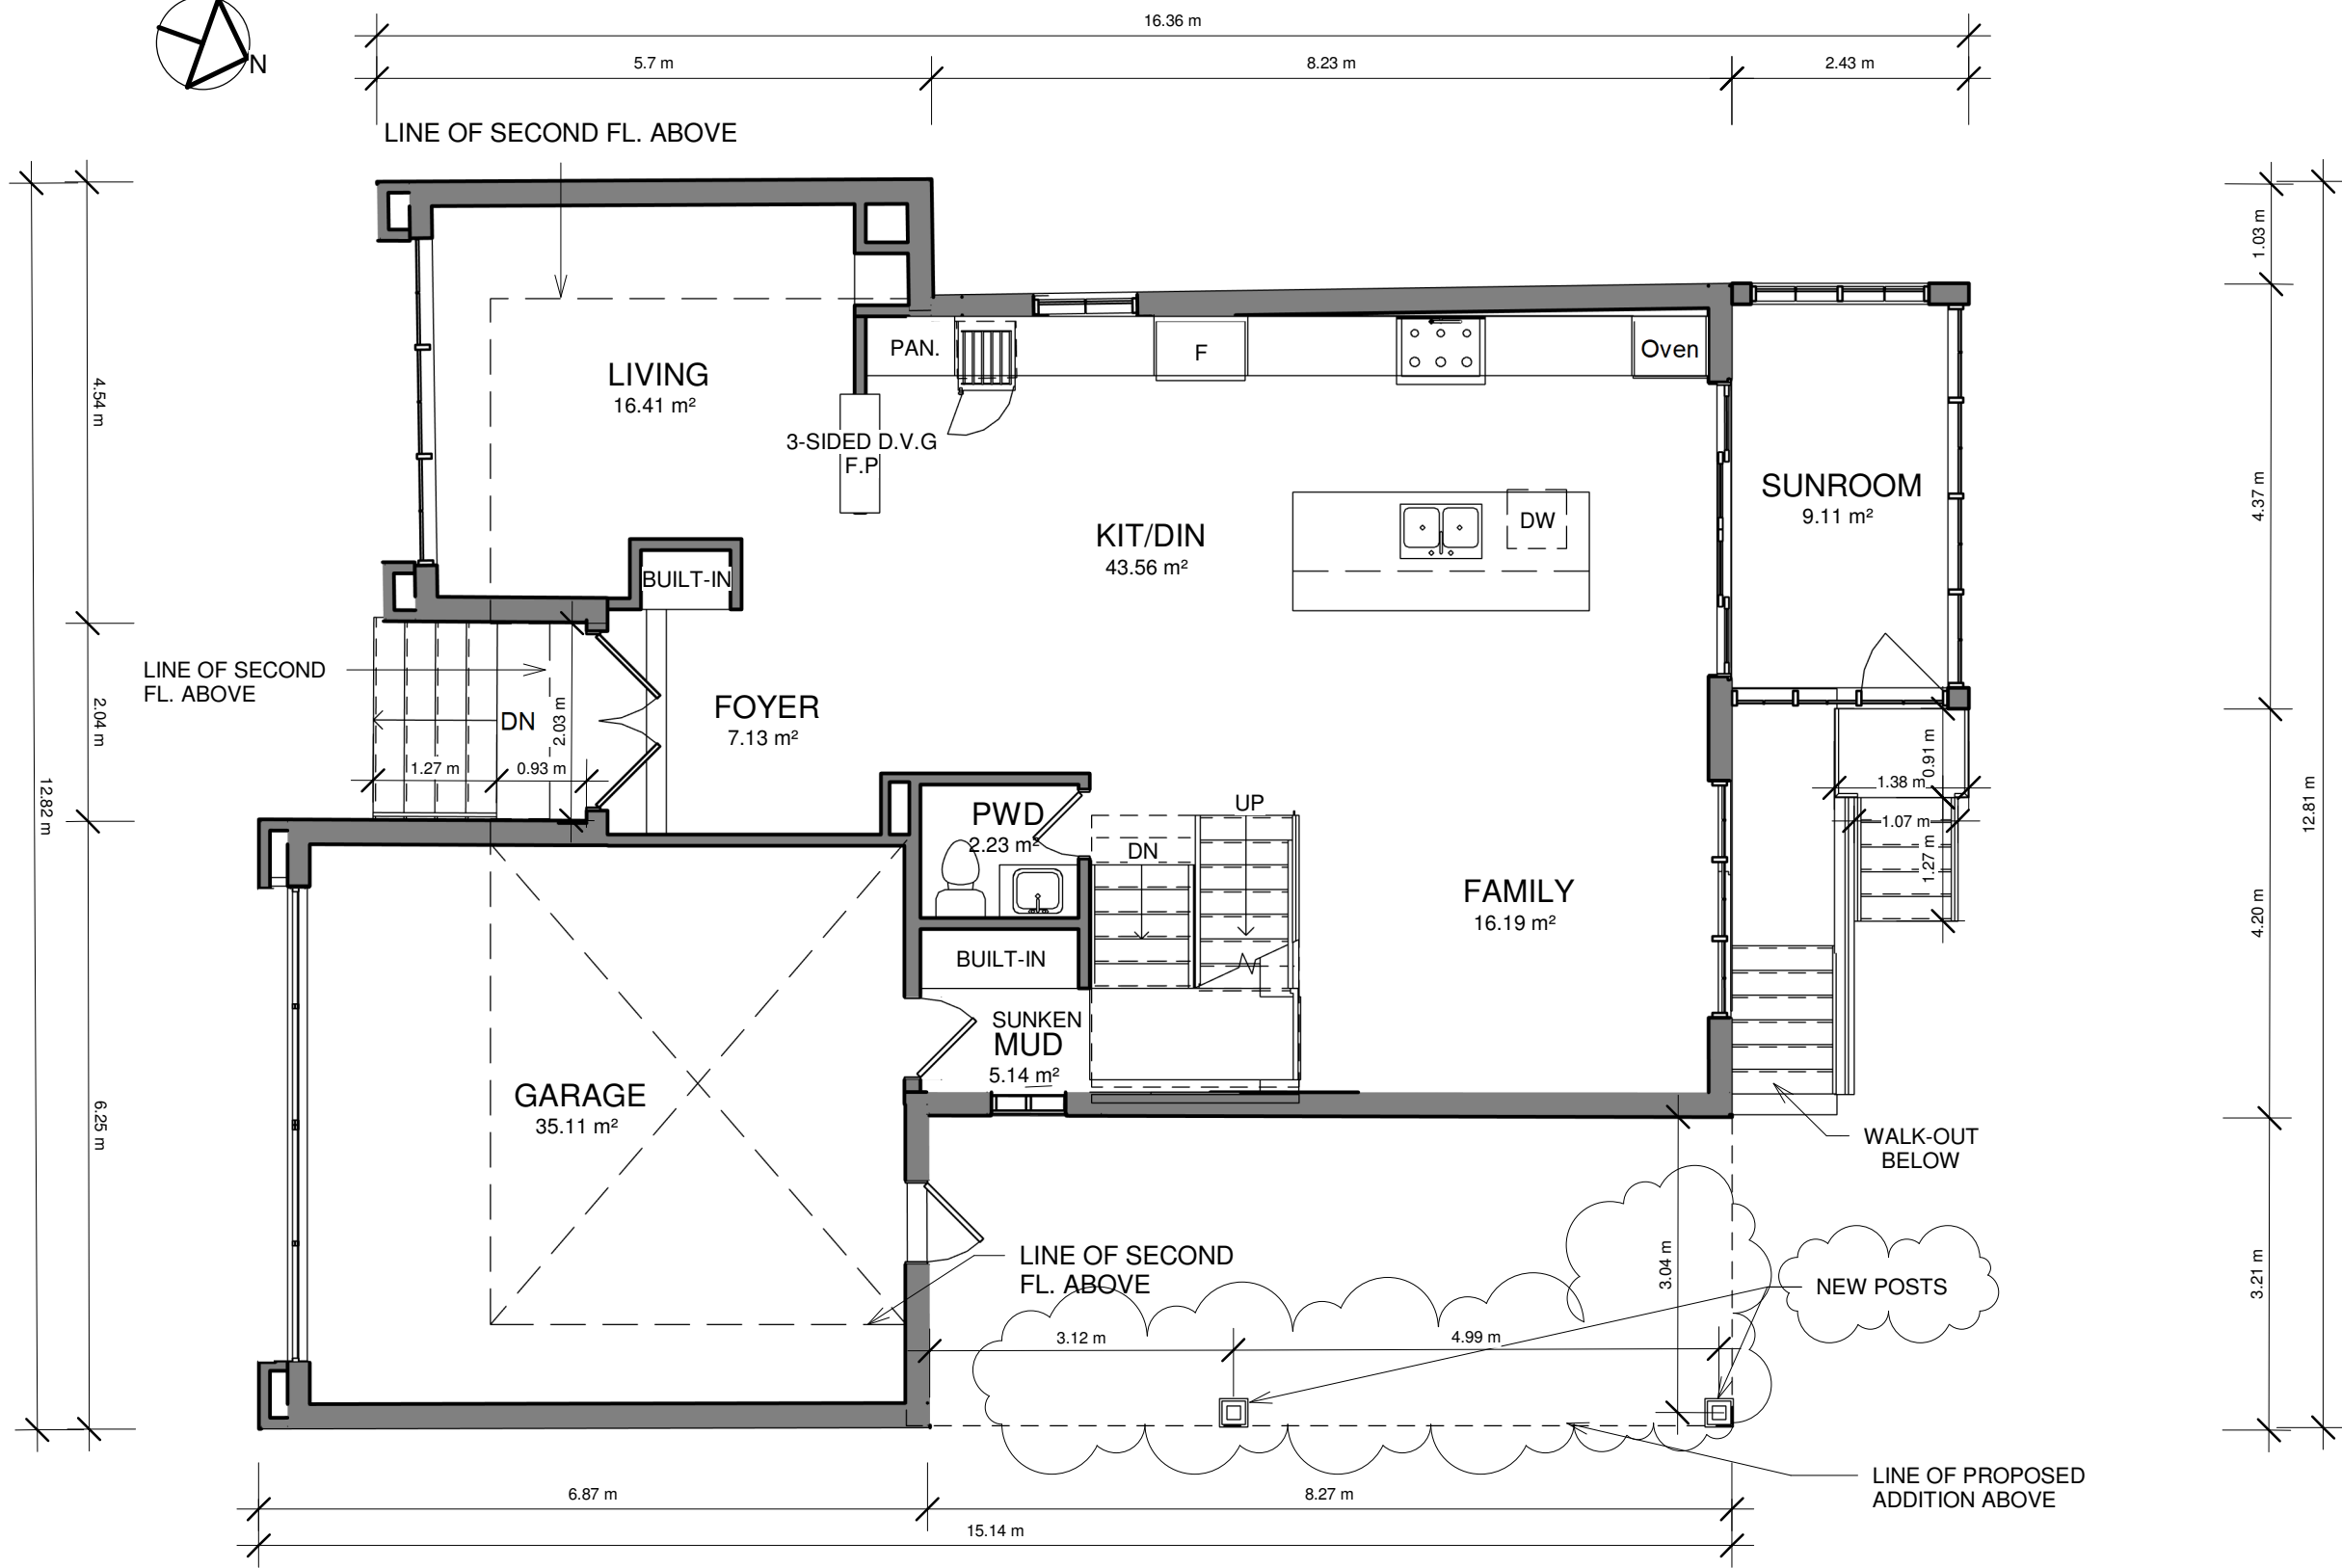 N
16.36 m
5.7 m
8.23 m
2.43 m
LINE OF SECOND FL. ABOVE
1.03 m
PAN.
F
Oven
LIVING
16.41 m²
4.54 m
3-SIDED D.V.G
F.P
SUNROOM
9.11 m²
4.37 m
DW
KIT/DIN
43.56 m²
BUILT-IN
LINE OF SECOND
FL. ABOVE
DN
2.03 m
2.04 m
FOYER
7.13 m²
1.27 m
0.93 m
12.82 m
0.91 m
1.38 m
1.07 m
1.27 m
12.81 m
PWD
2.23 m²
UP
DN
FAMILY
16.19 m²
4.20 m
BUILT-IN
SUNKEN
MUD
5.14 m²
GARAGE
35.11 m²
6.25 m
WALK-OUT
BELOW
LINE OF SECOND
FL. ABOVE
3.04 m
NEW POSTS
3.21 m
3.12 m
4.99 m
LINE OF PROPOSED
ADDITION ABOVE
6.87 m
8.27 m
15.14 m